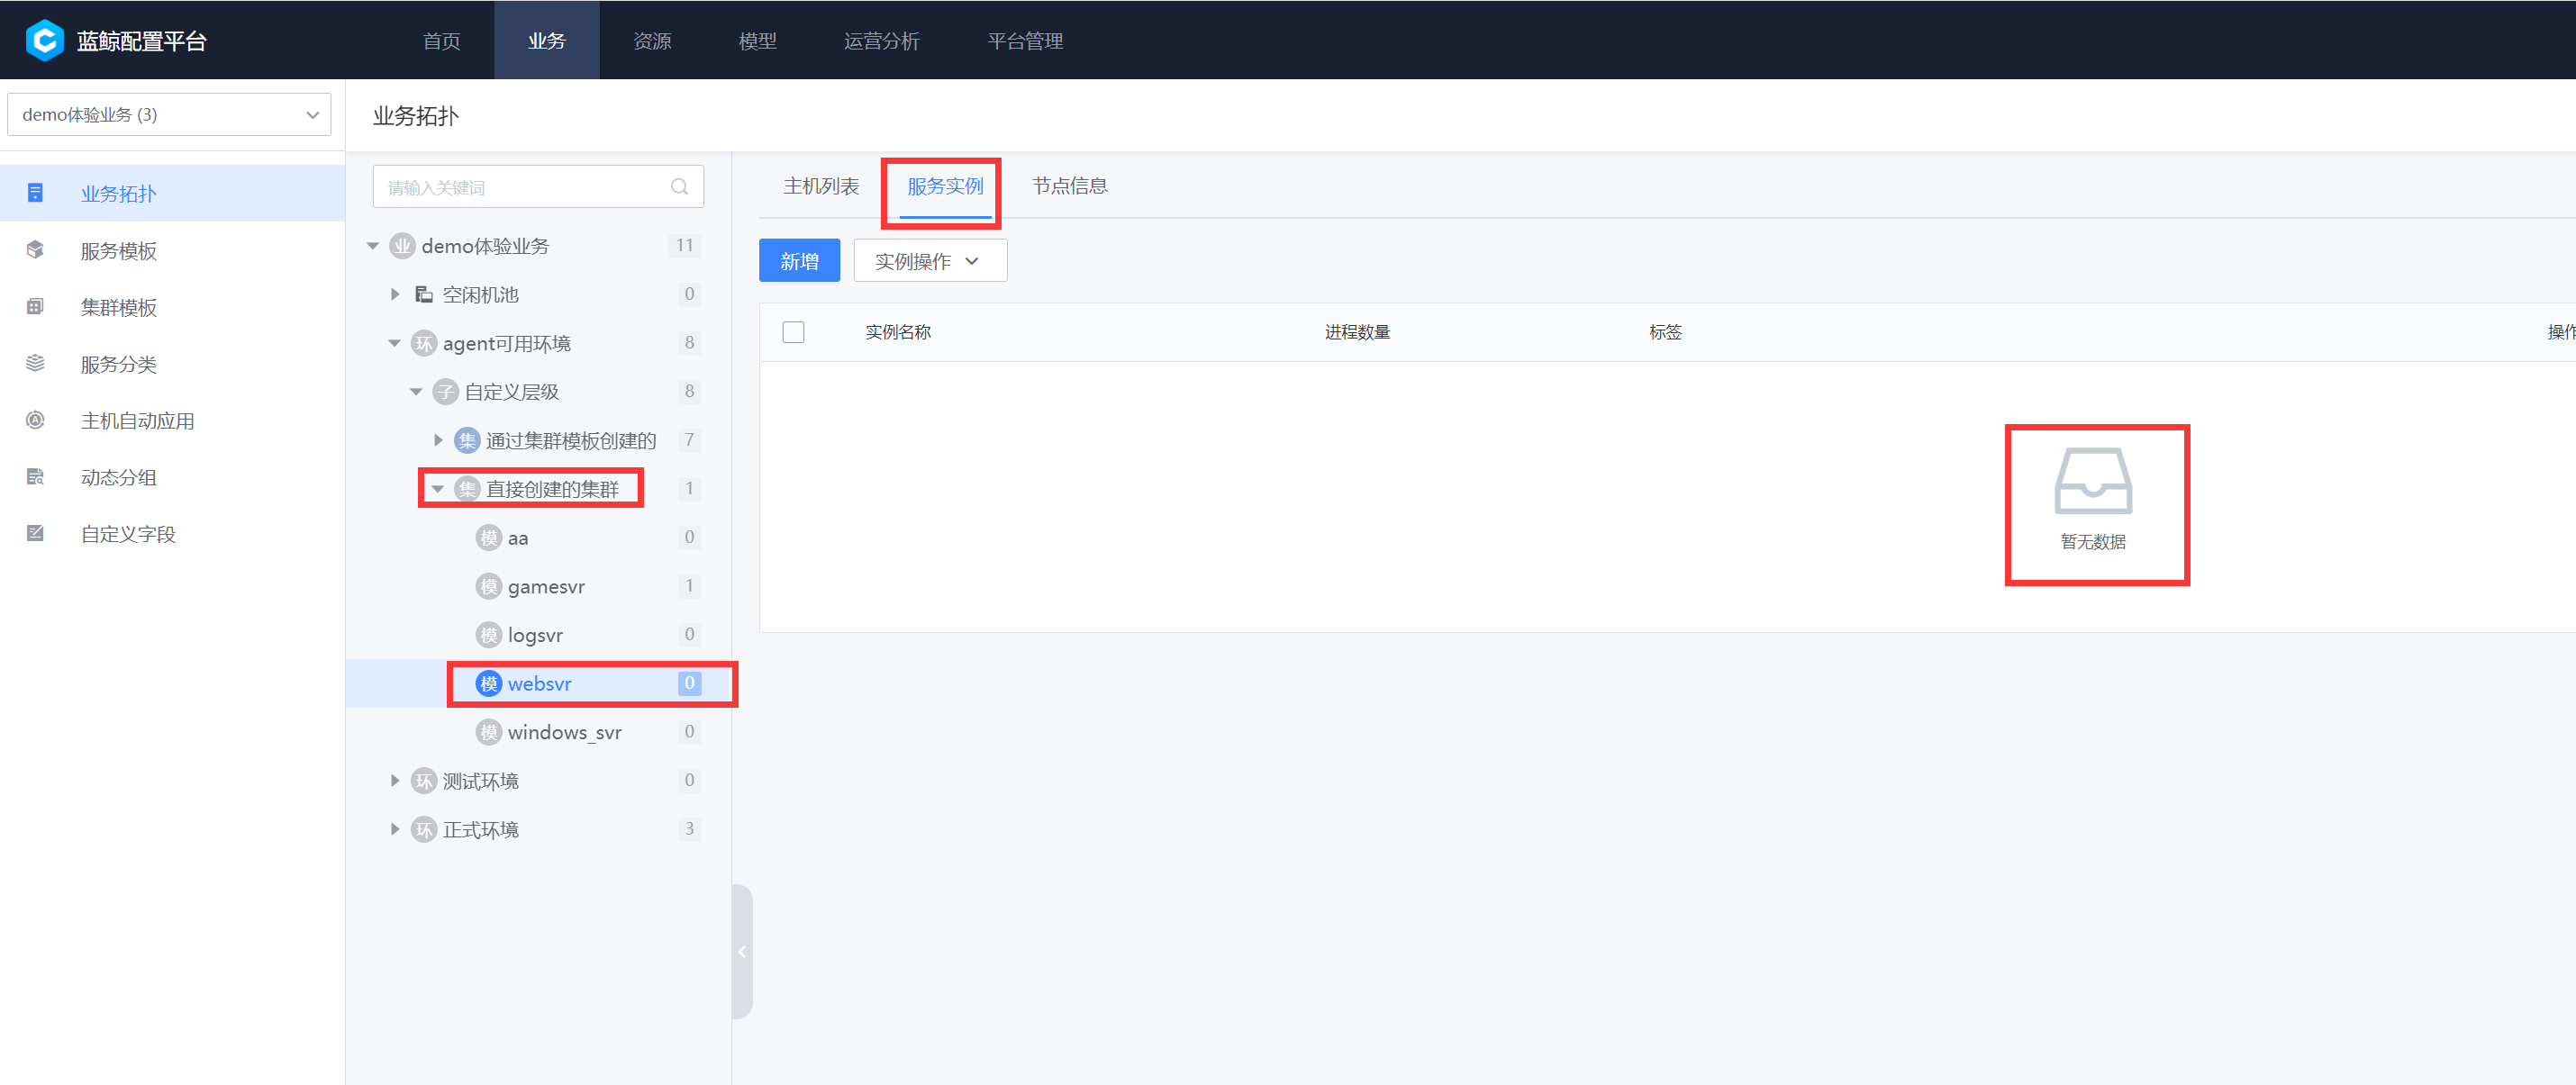 蓝鲸配置平台
首页
业务
资源
模型
运营分析
平台管理
demo体验业务 (3)
业务拓扑
服务模板
集群模板
服务分类
主机自动应用
动态分组
自定义字段
业务拓扑
请输入关键词
业 demo体验业务 11
空闲机池 0
环 agent可用环境 8
子 自定义层级 8
集 通过集群模板创建的 7
集 直接创建的集群 1
模 aa 0
模 gamesvr 1
模 logsvr 0
模 websvr 0
模 windows_svr 0
环 测试环境 0
环 正式环境 3
主机列表
服务实例
节点信息
新增
实例操作
实例名称
进程数量
标签
操作
暂无数据